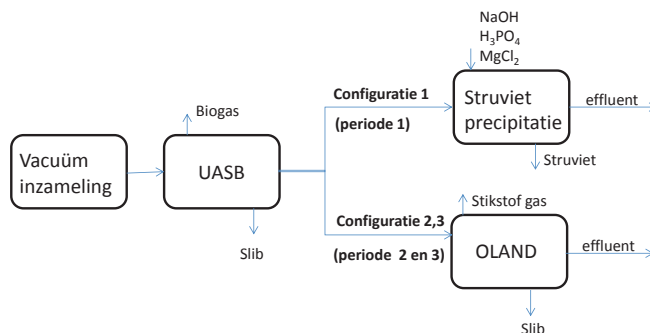 NaOH
H₃PO₄
MgCl₂
Configuratie 1
(periode 1)
Struviet
precipitatie
effluent
Struviet
Biogas
Vacuüm
inzameling
UASB
Slib
Configuratie 2,3
(periode 2 en 3)
Stikstof gas
OLAND
effluent
Slib